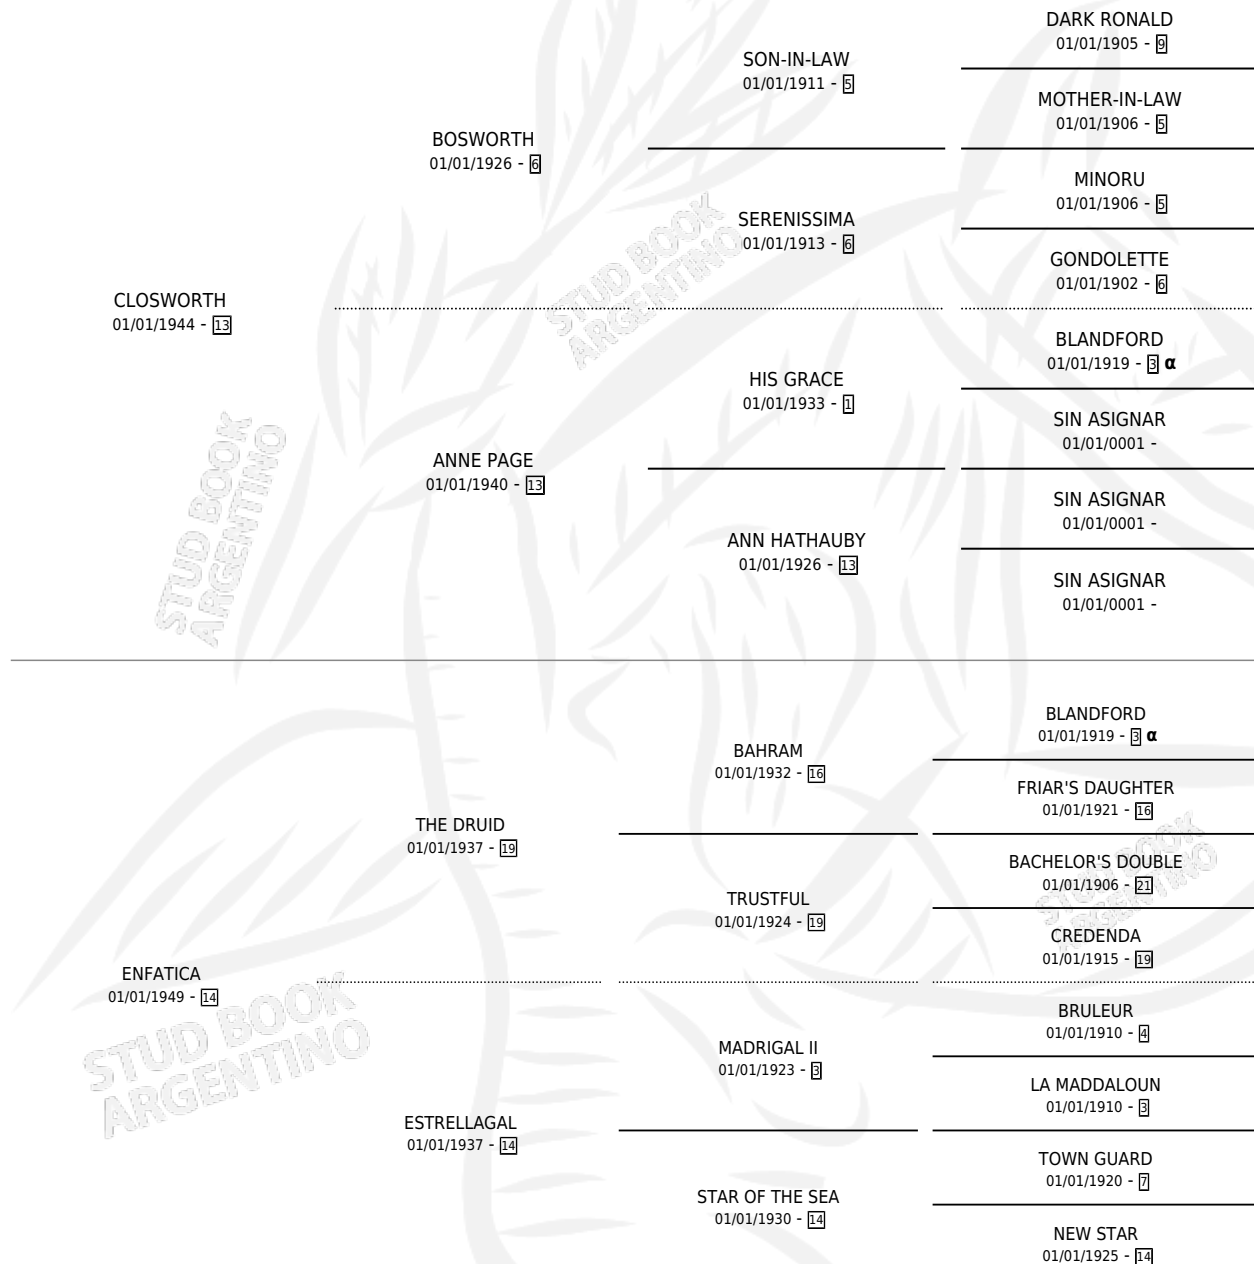 DARK RONALD
01/01/1905 - 9
SON-IN-LAW
01/01/1911 - 5
MOTHER-IN-LAW
01/01/1906 - 5
BOSWORTH
01/01/1926 - 6
MINORU
01/01/1906 - 5
SERENISSIMA
01/01/1913 - 6
GONDOLETTE
01/01/1902 - 6
CLOSWORTH
01/01/1944 - 13
BLANDFORD
01/01/1919 - 3 α
HIS GRACE
01/01/1933 - 1
SIN ASIGNAR
01/01/0001 -
ANNE PAGE
01/01/1940 - 13
SIN ASIGNAR
01/01/0001 -
ANN HATHAUBY
01/01/1926 - 13
SIN ASIGNAR
01/01/0001 -
STUD BOOK
ARGENTINO
STUD BOOK
ARGENTINO
BLANDFORD
01/01/1919 - 3 α
BAHRAM
01/01/1932 - 16
FRIAR'S DAUGHTER
01/01/1921 - 16
THE DRUID
01/01/1937 - 19
BACHELOR'S DOUBLE
01/01/1906 - 21
TRUSTFUL
01/01/1924 - 19
CREDENDA
01/01/1915 - 19
ENFATICA
01/01/1949 - 14
BRULEUR
01/01/1910 - 4
MADRIGAL II
01/01/1923 - 3
LA MADDALOUN
01/01/1910 - 3
ESTRELLAGAL
01/01/1937 - 14
TOWN GUARD
01/01/1920 - 7
STAR OF THE SEA
01/01/1930 - 14
NEW STAR
01/01/1925 - 14
STUD BOOK
ARGENTINO
STUD BOOK
ARGENTINO